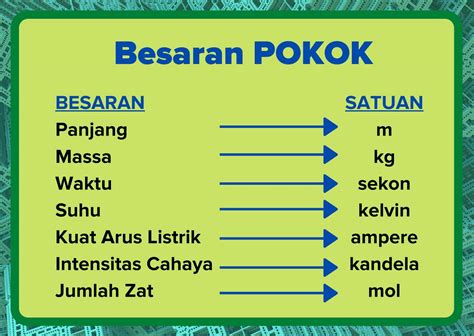 Besaran POKOK
BESARAN SATUAN
Panjang m
Massa kg
Waktu sekon
Suhu kelvin
Kuat Arus Listrik ampere
Intensitas Cahaya kandela
Jumlah Zat mol